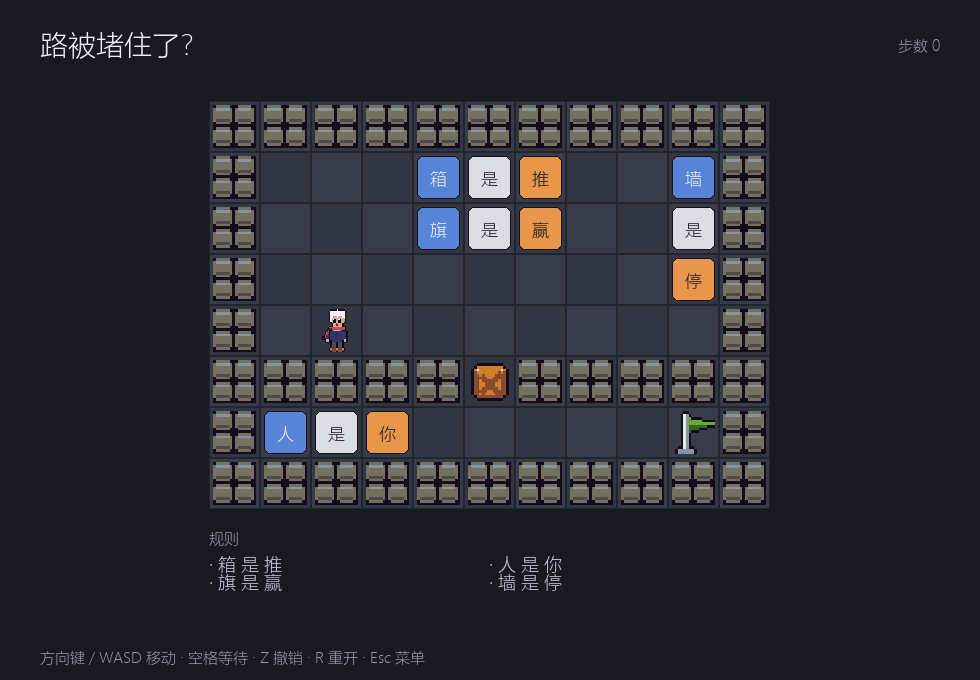 路被堵住了?
步数 0
箱 是 推 墙
旗 是 赢 是
停
人 是 你
规则
· 箱 是 推
· 人 是 你
· 旗 是 赢
· 墙 是 停
方向键 / WASD 移动 · 空格等待 · Z 撤销 · R 重开 · Esc 菜单